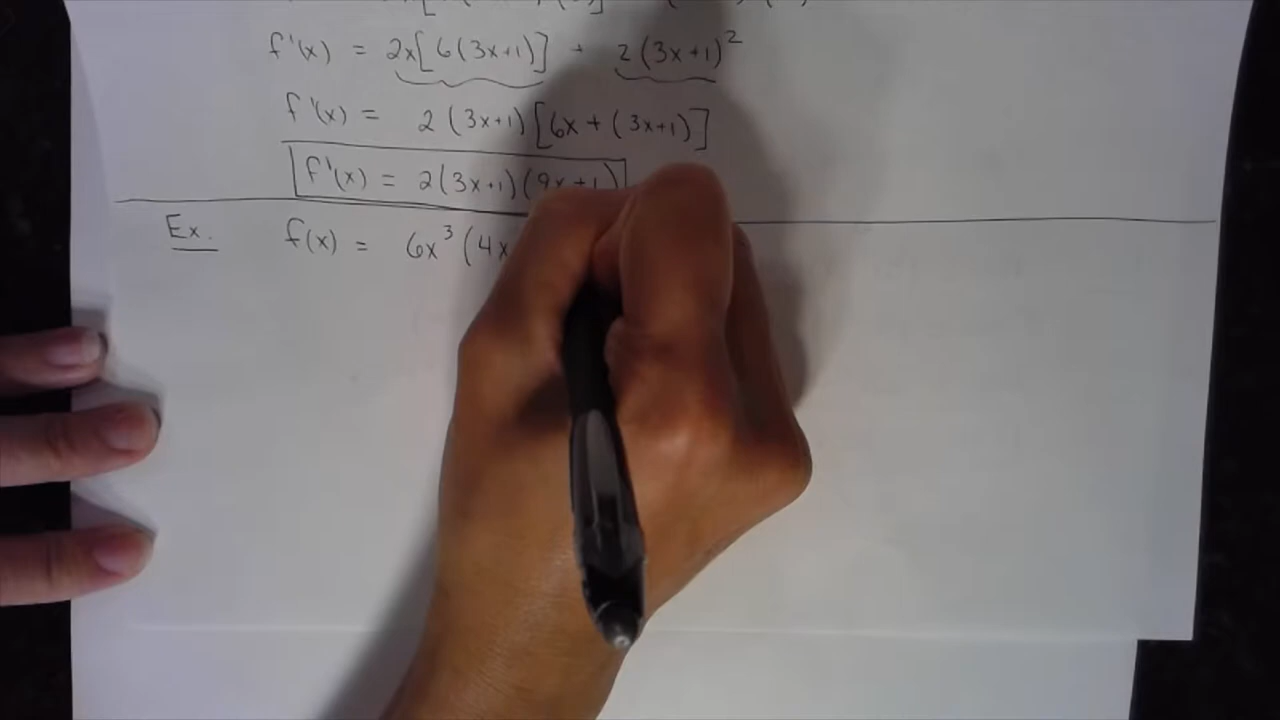 f'(x) = 2x[6(3x+1)] + 2(3x+1)²
f'(x) = 2(3x+1)[6x + (3x+1)]
f'(x) = 2(3x+1)(9x+1)
Ex. f(x) = 6x³(4x